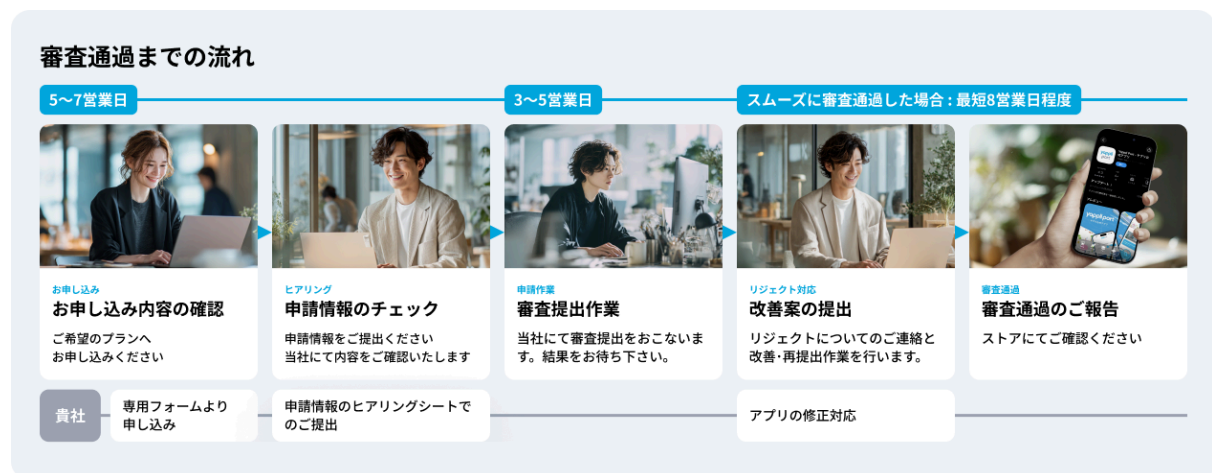 審査通過までの流れ
5〜7営業日
3〜5営業日
スムーズに審査通過した場合 : 最短8営業日程度
お申し込み
お申し込み内容の確認
ご希望のプランへ
お申し込みください
ヒアリング
申請情報のチェック
申請情報をご提出ください
当社にて内容をご確認いたします
申請作業
審査提出作業
当社にて審査提出をおこないま
す。結果をお待ち下さい。
リジェクト対応
改善案の提出
リジェクトについてのご連絡と
改善･再提出作業を行います。
審査通過
審査通過のご報告
ストアにてご確認ください
貴社
専用フォームより
申し込み
申請情報のヒアリングシートで
のご提出
アプリの修正対応